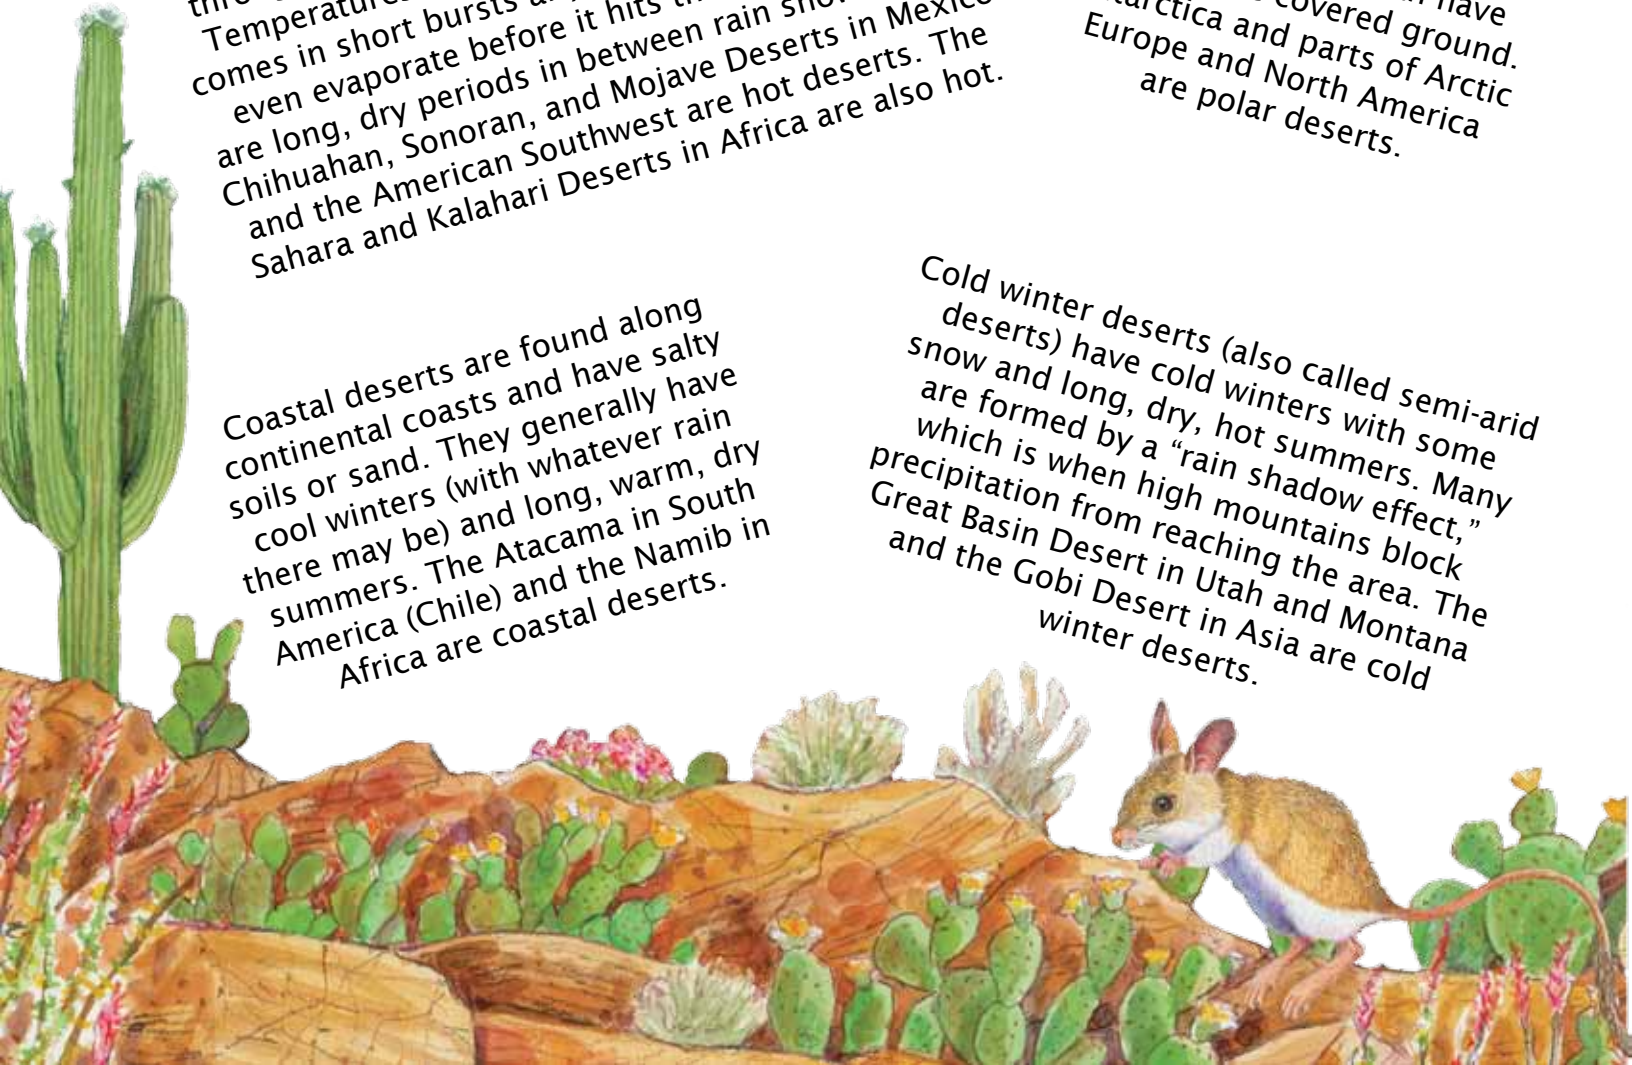 Temperatures
comes in short bursts
even evaporate before it hits
are long, dry periods in between rain
Chihuahan, Sonoran, and Mojave Deserts in Mexico
and the American Southwest are hot deserts. The
Sahara and Kalahari Deserts in Africa are also hot.
have
covered ground.
and parts of Arctic
Europe and North America
are polar deserts.
Coastal deserts are found along
continental coasts and have salty
soils or sand. They generally have
cool winters (with whatever rain
there may be) and long, warm, dry
summers. The Atacama in South
America (Chile) and the Namib in
Africa are coastal deserts.
Cold winter deserts (also called semi-arid
deserts) have cold winters with some
snow and long, dry, hot summers. Many
are formed by a “rain shadow effect,”
which is when high mountains block
precipitation from reaching the area. The
Great Basin Desert in Utah and Montana
and the Gobi Desert in Asia are cold
winter deserts.